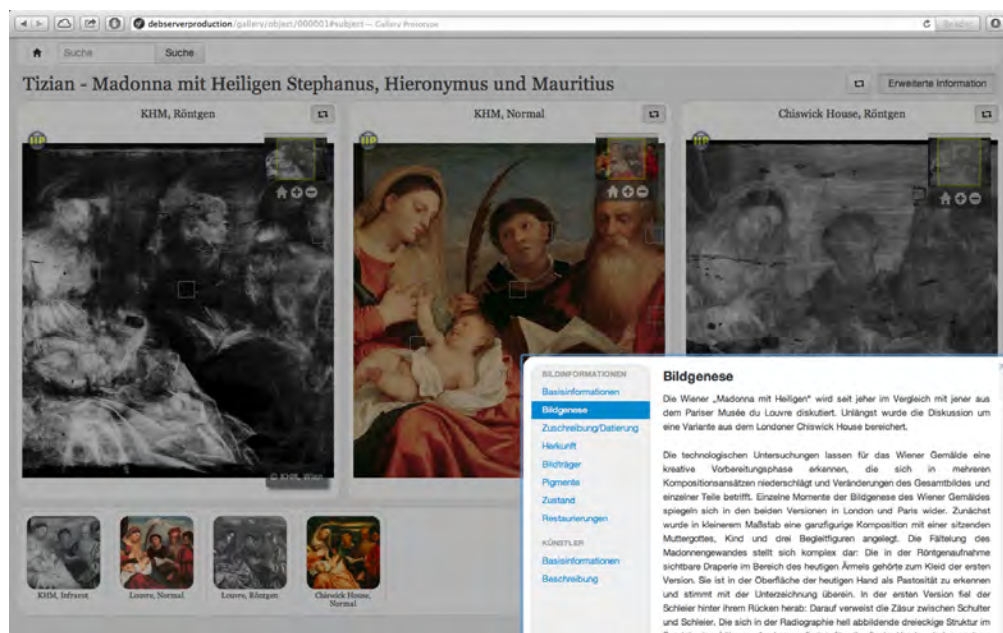 debserverproduction/gallery/object/000001#subject — Gallery Prototype
Reader
Suche
Suche
Tizian - Madonna mit Heiligen Stephanus, Hieronymus und Mauritius
Erweiterte Information
KHM, Röntgen
KHM, Normal
Chiswick House, Röntgen
IIP
IIP
IIP
© KHM, Wien
KHM, Infrarot
Louvre, Normal
Louvre, Röntgen
Chiswick House,
Normal
BILDINFORMATIONEN
Basisinformationen
Bildgenese
Zuschreibung/Datierung
Herkunft
Bildträger
Pigmente
Zustand
Restaurierungen
KÜNSTLER
Basisinformationen
Beschreibung
Bildgenese
Die Wiener „Madonna mit Heiligen“ wird seit jeher im Vergleich mit jener aus
dem Pariser Musée du Louvre diskutiert. Unlängst wurde die Diskussion um
eine Variante aus dem Londoner Chiswick House bereichert.
Die technologischen Untersuchungen lassen für das Wiener Gemälde eine
kreative Vorbereitungsphase erkennen, die sich in mehreren
Kompositionsansätzen niederschlägt und Veränderungen des Gesamtbildes und
einzelner Teile betrifft. Einzelne Momente der Bildgenese des Wiener Gemäldes
spiegeln sich in den beiden Versionen in London und Paris wider. Zunächst
wurde in kleinerem Maßstab eine ganzfigurige Komposition mit einer sitzenden
Muttergottes, Kind und drei Begleitfiguren angelegt. Die Fältelung des
Madonnengewandes stellt sich komplex dar: Die in der Röntgenaufnahme
sichtbare Draperie im Bereich des heutigen Ärmels gehörte zum Kleid der ersten
Version. Sie ist in der Oberfläche der heutigen Hand als Pastosität zu erkennen
und stimmt mit der Unterzeichnung überein. In der ersten Version fiel der
Schleier hinter ihrem Rücken herab: Darauf verweist die Zäsur zwischen Schulter
und Schleier. Die sich in der Radiographie hell abbildende dreieckige Struktur im